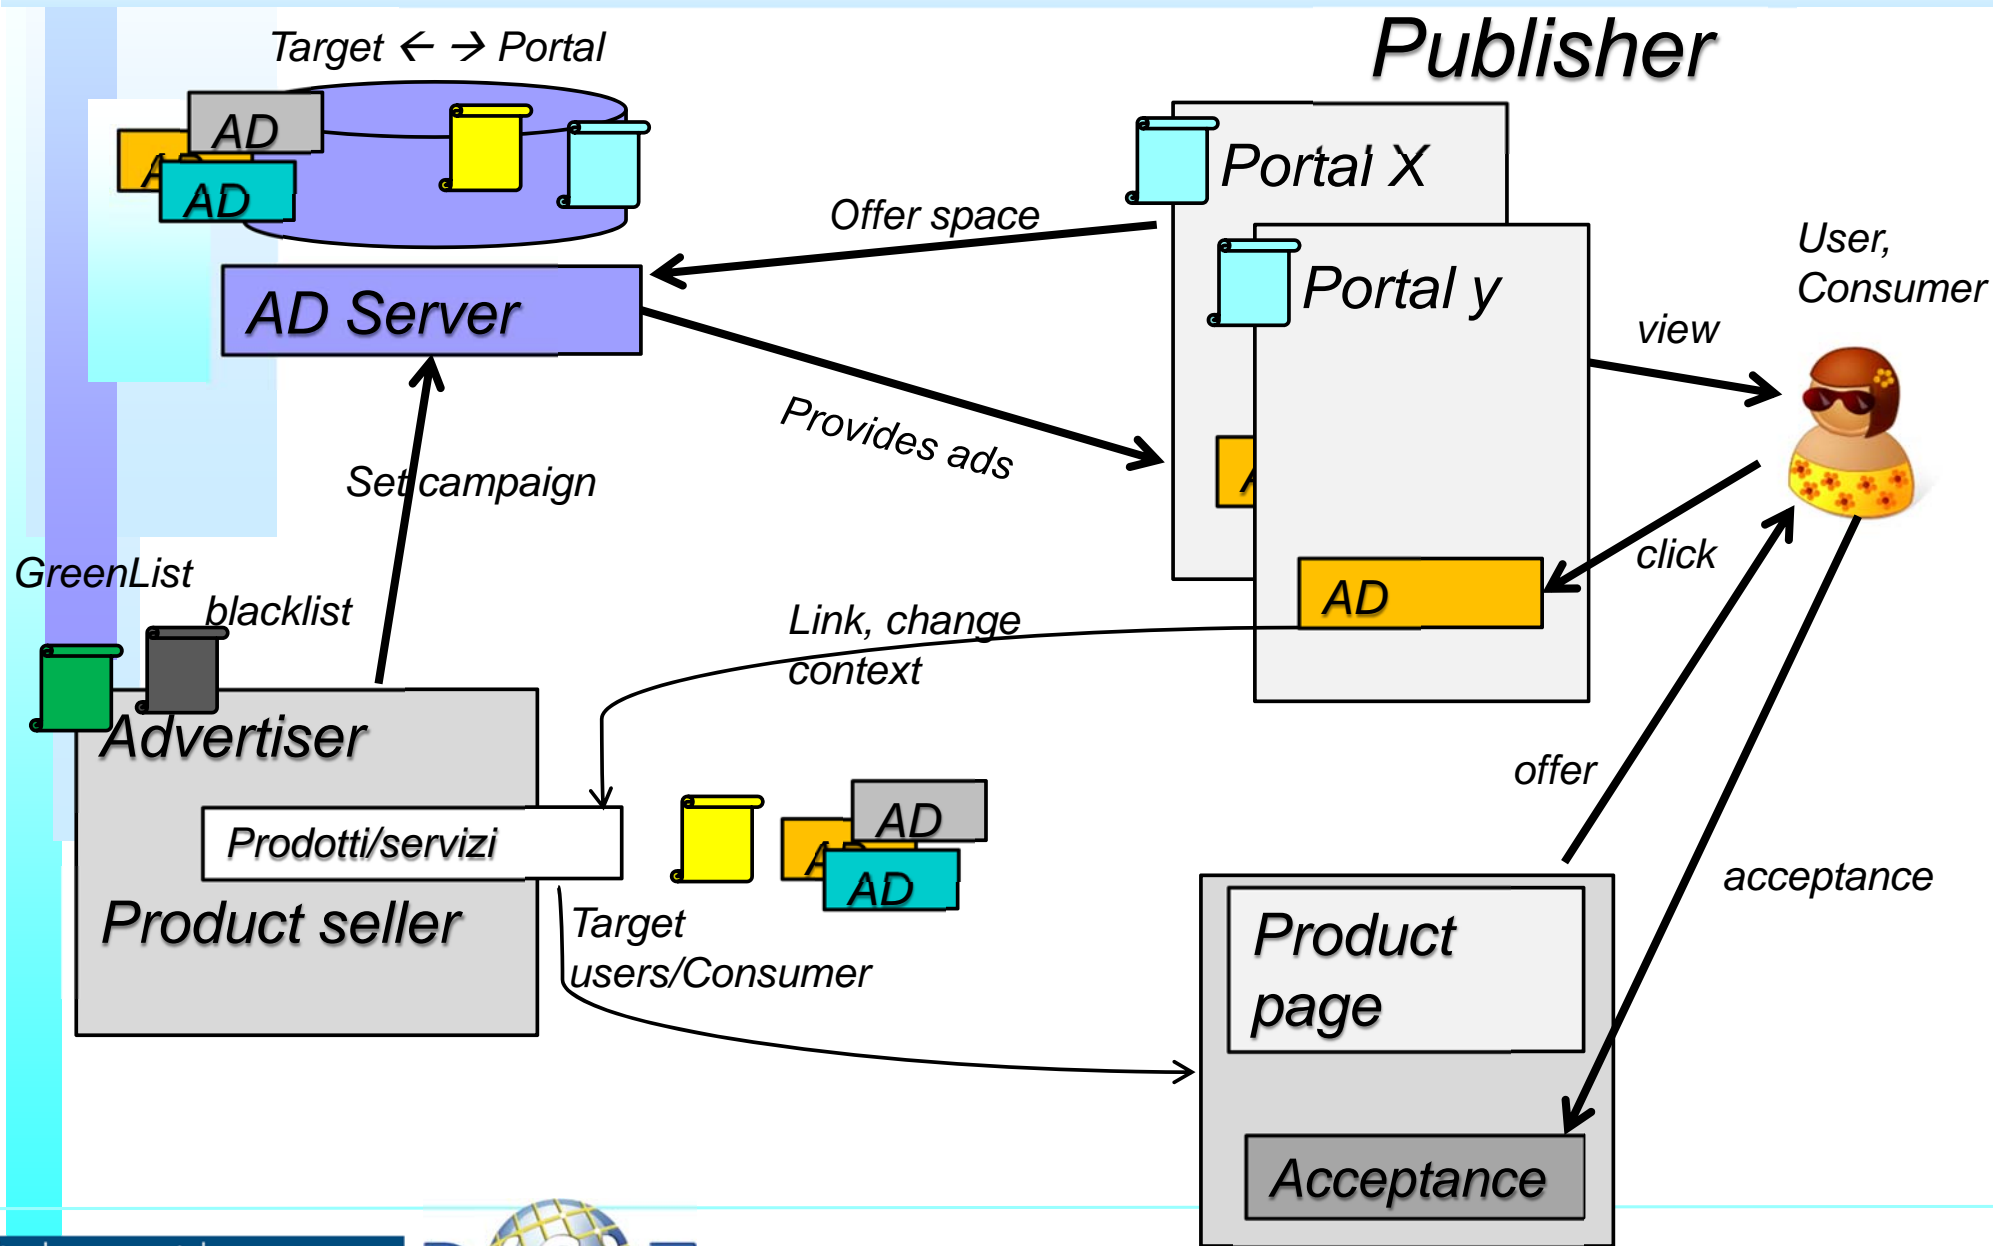 Publisher
Target ← → Portal
AD
AD
Portal X
Offer space
User,
Consumer
Portal y
AD Server
view
Provides ads
Set campaign
click
GreenList
blacklist
AD
Link, change
context
Advertiser
offer
AD
Prodotti/servizi
AD
acceptance
Product seller
Target
users/Consumer
Product
page
Acceptance